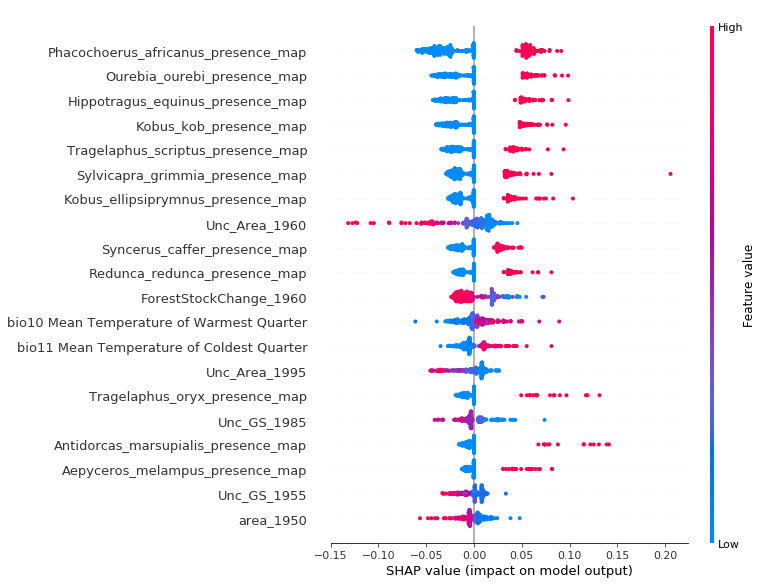 High
Phacochoerus_africanus_presence_map
Ourebia_ourebi_presence_map
Hippotragus_equinus_presence_map
Kobus_kob_presence_map
Tragelaphus_scriptus_presence_map
Sylvicapra_grimmia_presence_map
Kobus_ellipsiprymnus_presence_map
Unc_Area_1960
Syncerus_caffer_presence_map
Redunca_redunca_presence_map
ForestStockChange_1960
bio10 Mean Temperature of Warmest Quarter
bio11 Mean Temperature of Coldest Quarter
Unc_Area_1995
Tragelaphus_oryx_presence_map
Unc_GS_1985
Antidorcas_marsupialis_presence_map
Aepyceros_melampus_presence_map
Unc_GS_1955
area_1950
Feature value
Low
−0.15 −0.10 −0.05 0.00 0.05 0.10 0.15 0.20
SHAP value (impact on model output)